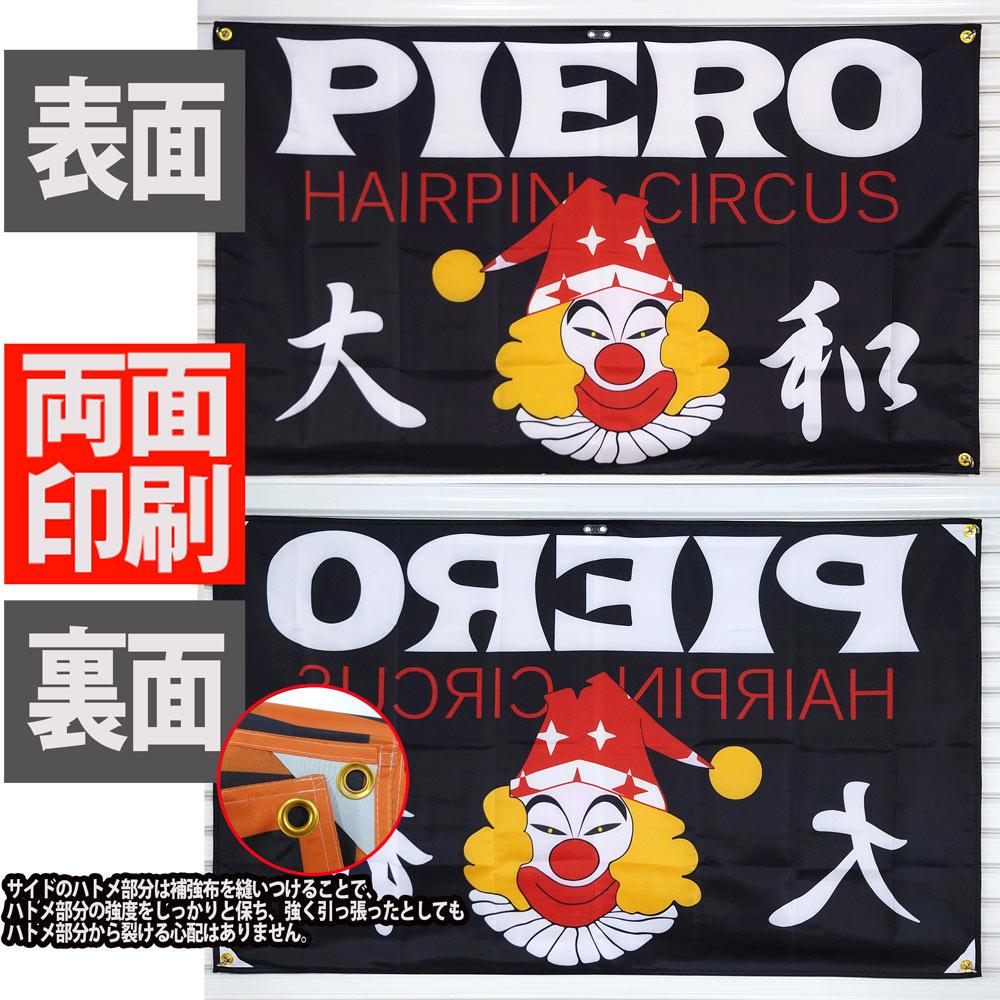 表面
PIERO
HAIRPIN CIRCUS
大 和
両面
印刷
裏面
PIERO
HAIRPIN CIRCUS
大
サイドのハトメ部分は補強布を縫いつけることで、
ハトメ部分の強度をしっかりと保ち、強く引っ張ったとしても
ハトメ部分から裂ける心配はありません。